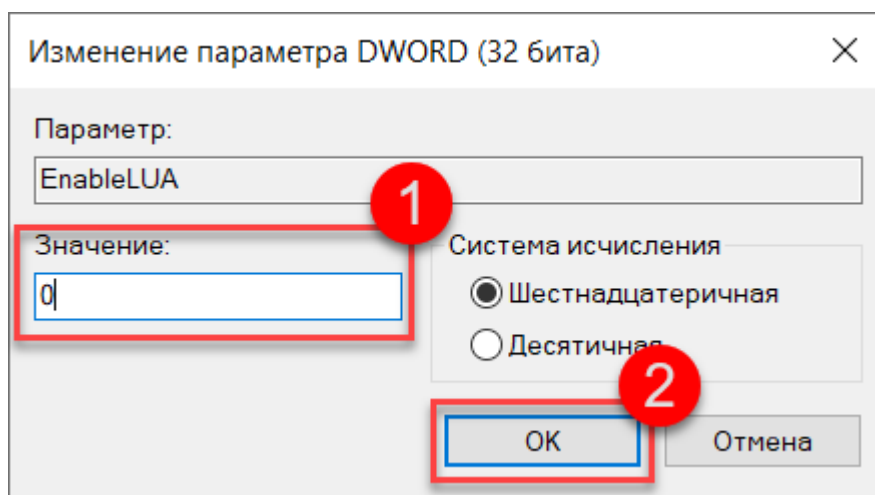 Изменение параметра DWORD (32 бита)
Параметр:
EnableLUA
1
Значение:
0
Система исчисления
Шестнадцатеричная
Десятичная
2
OK
Отмена